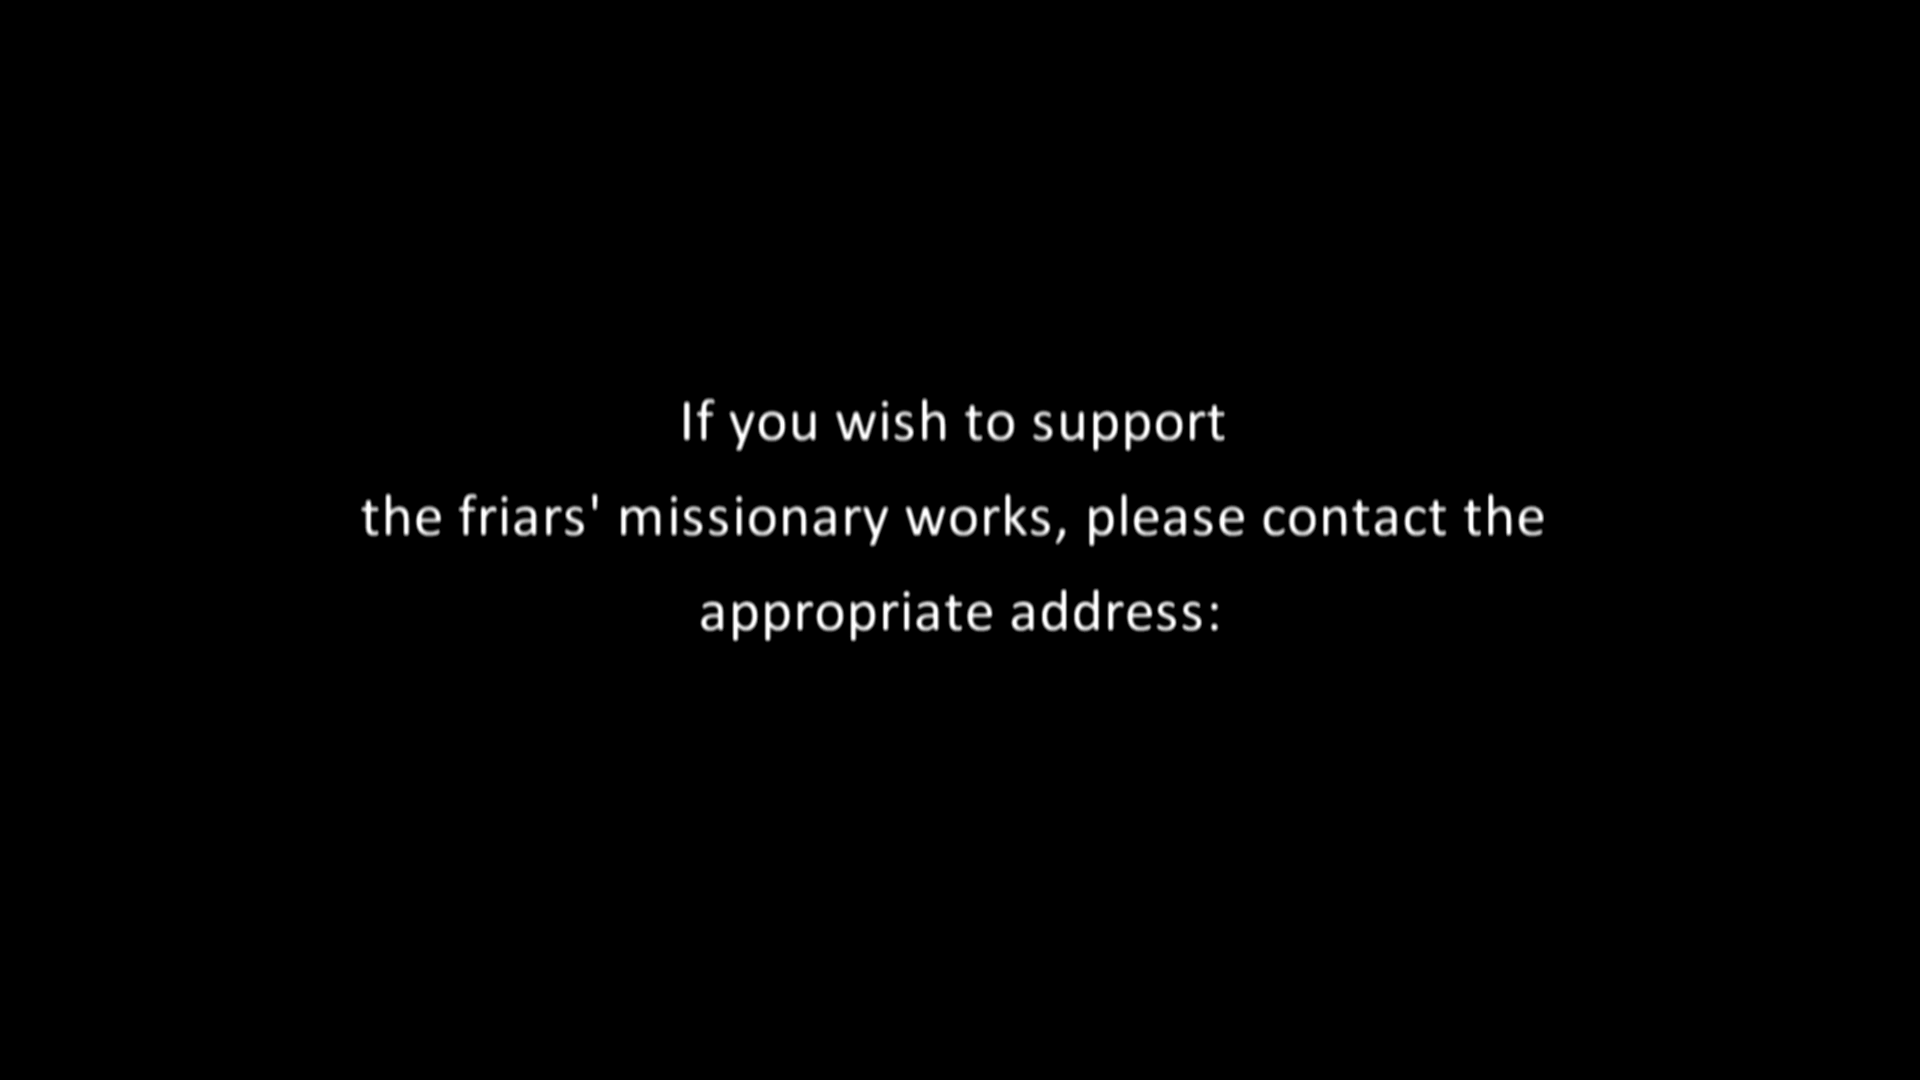 If you wish to support
the friars' missionary works, please contact the
appropriate address: